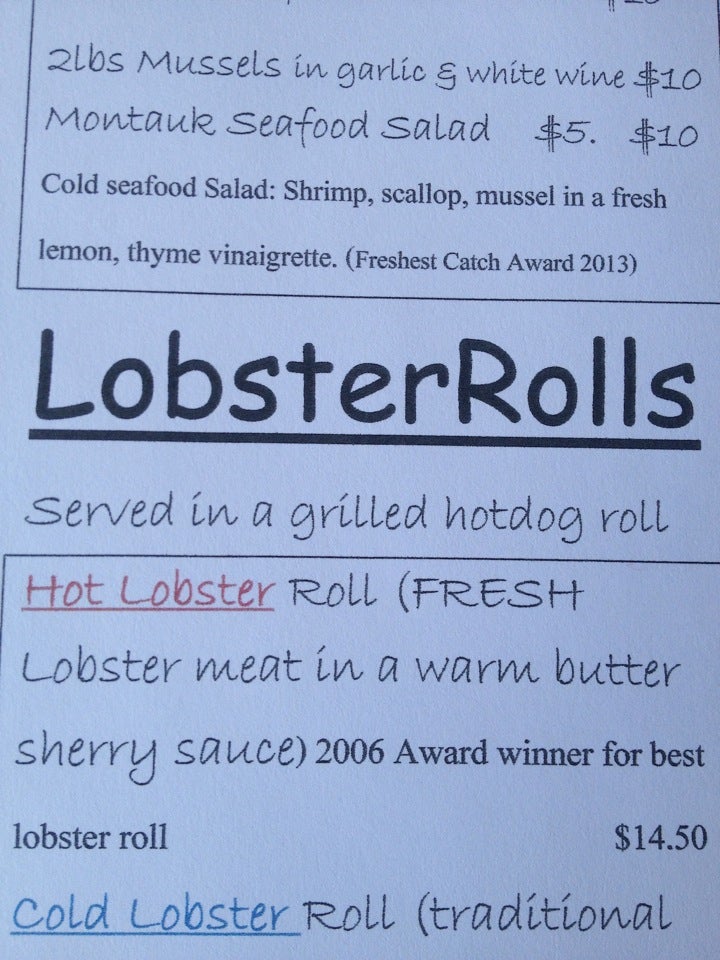 2lbs Mussels in garlic & white wine $10
Montauk Seafood Salad $5. $10
Cold seafood Salad: Shrimp, scallop, mussel in a fresh
lemon, thyme vinaigrette. (Freshest Catch Award 2013)
LobsterRolls
Served in a grilled hotdog roll
Hot Lobster Roll (FRESH
Lobster meat in a warm butter
sherry sauce) 2006 Award winner for best
lobster roll $14.50
Cold Lobster Roll (traditional